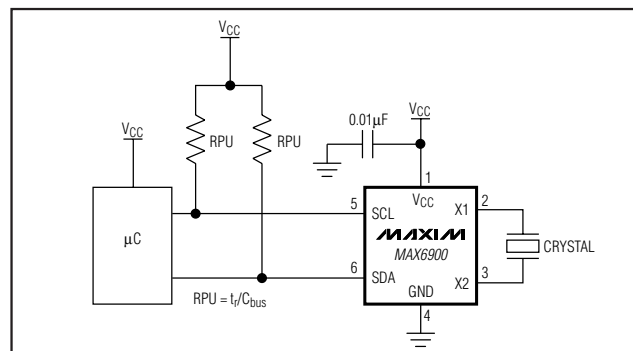 VCC
0.01µF
VCC
VCC
RPU
RPU
1
VCC
X1
2
5
SCL
MAXIM
MAX6900
CRYSTAL
µC
6
SDA
X2
3
GND
RPU = tr/Cbus
4